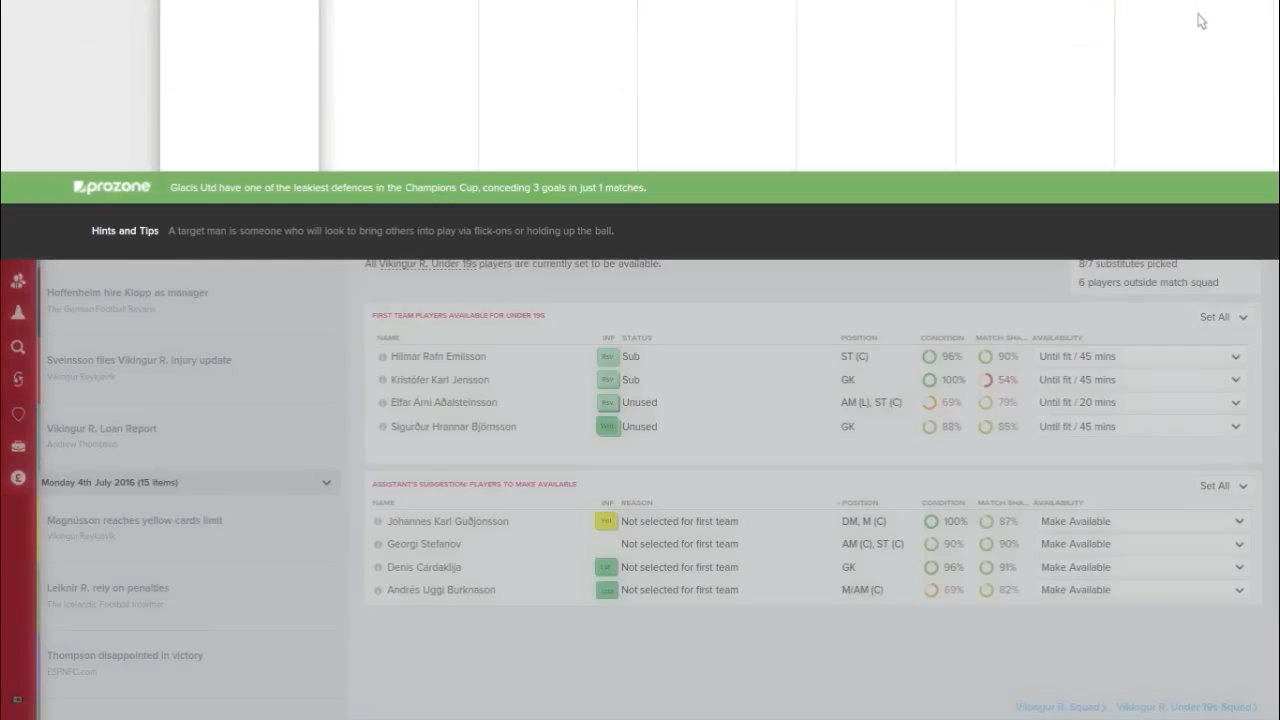 prozone Glacis Utd have one of the leakiest defences in the Champions Cup, conceding 3 goals in just 1 matches.
Hints and Tips A target man is someone who will look to bring others into play via flick-ons or holding up the ball.
All Vikingur R. Under 19s players are currently set to be available.
8/7 substitutes picked
6 players outside match squad
Hoffenheim hire Klopp as manager
The German Football Review
Sveinsson files Vikingur R. injury update
Vikingur Reykjavik
Vikingur R. Loan Report
Andrew Thompson
Monday 4th July 2016 (15 items)
Magnússon reaches yellow cards limit
Vikingur Reykjavik
Leiknir R. rely on penalties
The Icelandic Football Informer
Thompson disappointed in victory
ESPNFC.com
FIRST TEAM PLAYERS AVAILABLE FOR UNDER 19S Set All
NAME INF STATUS POSITION CONDITION MATCH SHA... AVAILABILITY
Hilmar Rafn Emilsson Rsv Sub ST (C) 96% 90% Until fit / 45 mins
Kristófer Karl Jensson Rsv Sub GK 100% 54% Until fit / 45 mins
Elfar Árni Aðalsteinsson Rsv Unused AM (L), ST (C) 69% 79% Until fit / 20 mins
Sigurður Hrannar Björnsson Unused GK 88% 85% Until fit / 45 mins
ASSISTANT'S SUGGESTION: PLAYERS TO MAKE AVAILABLE Set All
NAME INF REASON POSITION CONDITION MATCH SHA... AVAILABILITY
Jóhannes Karl Guðjónsson Yel Not selected for first team DM, M (C) 100% 87% Make Available
Georgi Stefanov Not selected for first team AM (C), ST (C) 90% 90% Make Available
Denis Cardaklija Not selected for first team GK 96% 91% Make Available
Andrés Uggi Burknason Not selected for first team M/AM (C) 69% 82% Make Available
Vikingur R. Squad > Vikingur R. Under 19s Squad >